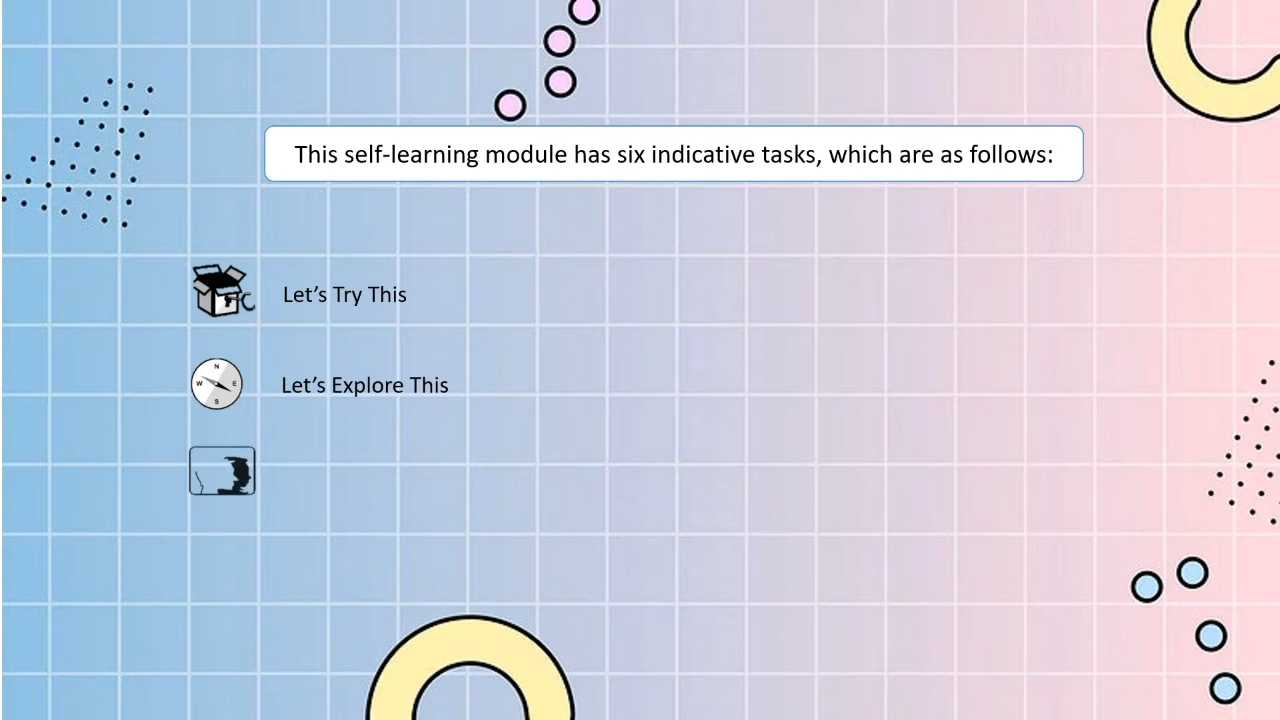 This self-learning module has six indicative tasks, which are as follows:
Let’s Try This
N
W E
S
Let’s Explore This